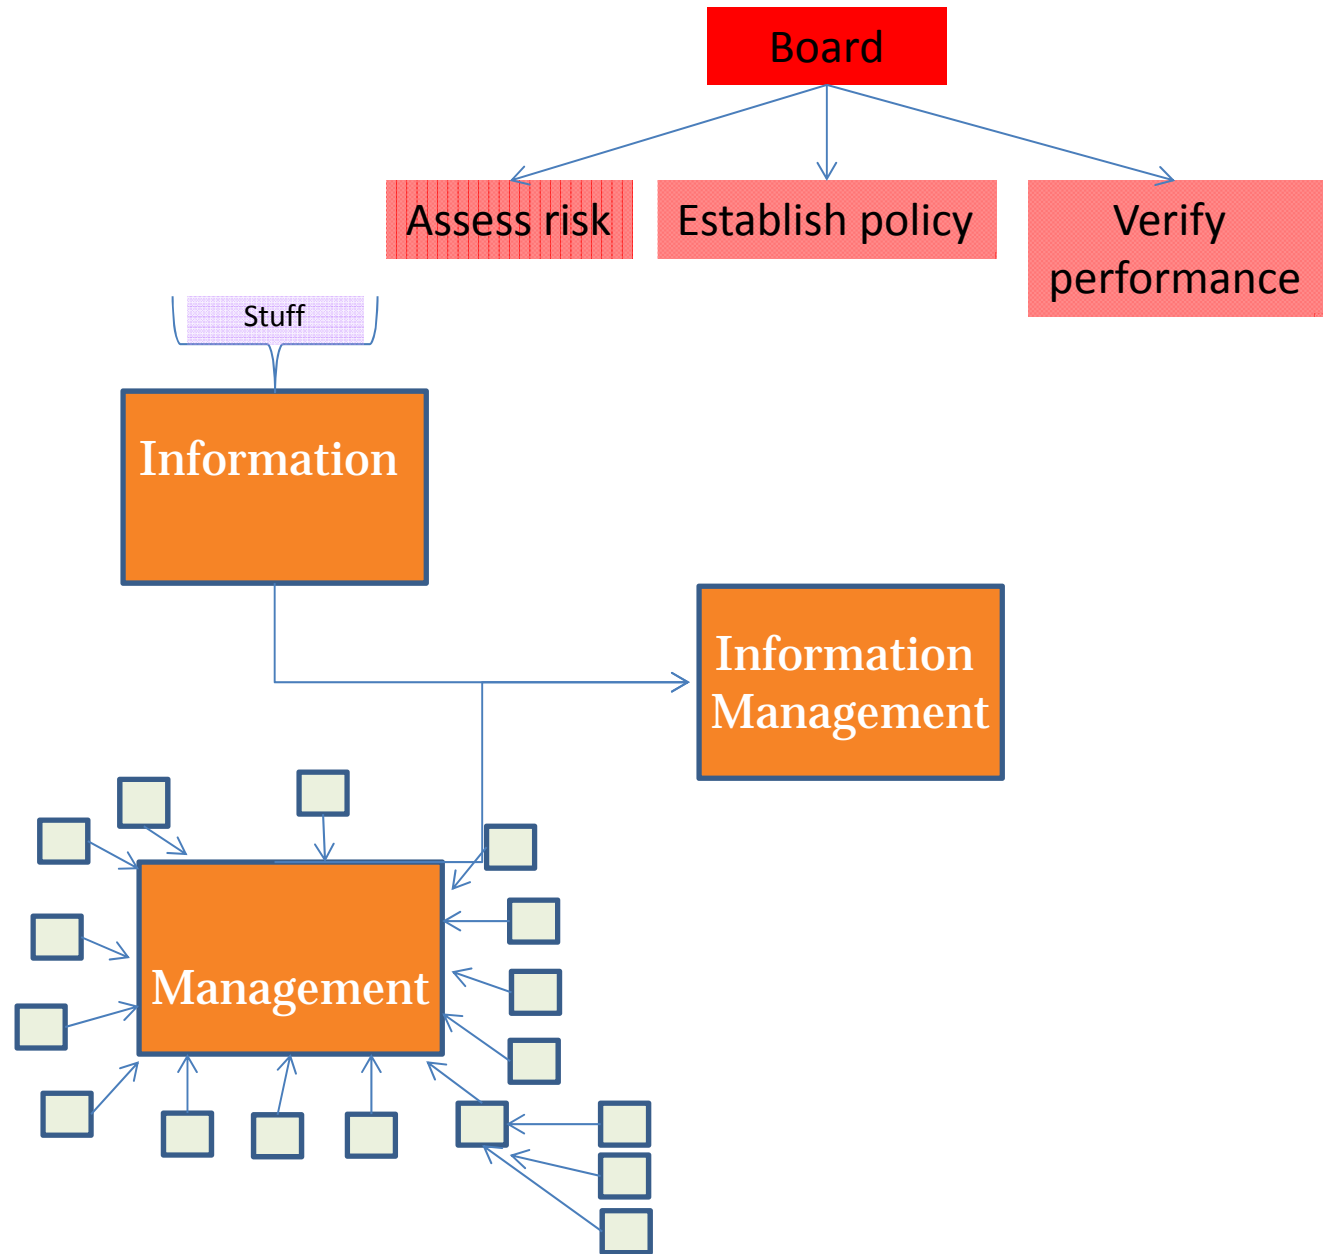 Board
Assess risk
Establish policy
Verify
performance
Stuff
Information
Information
Management
Management